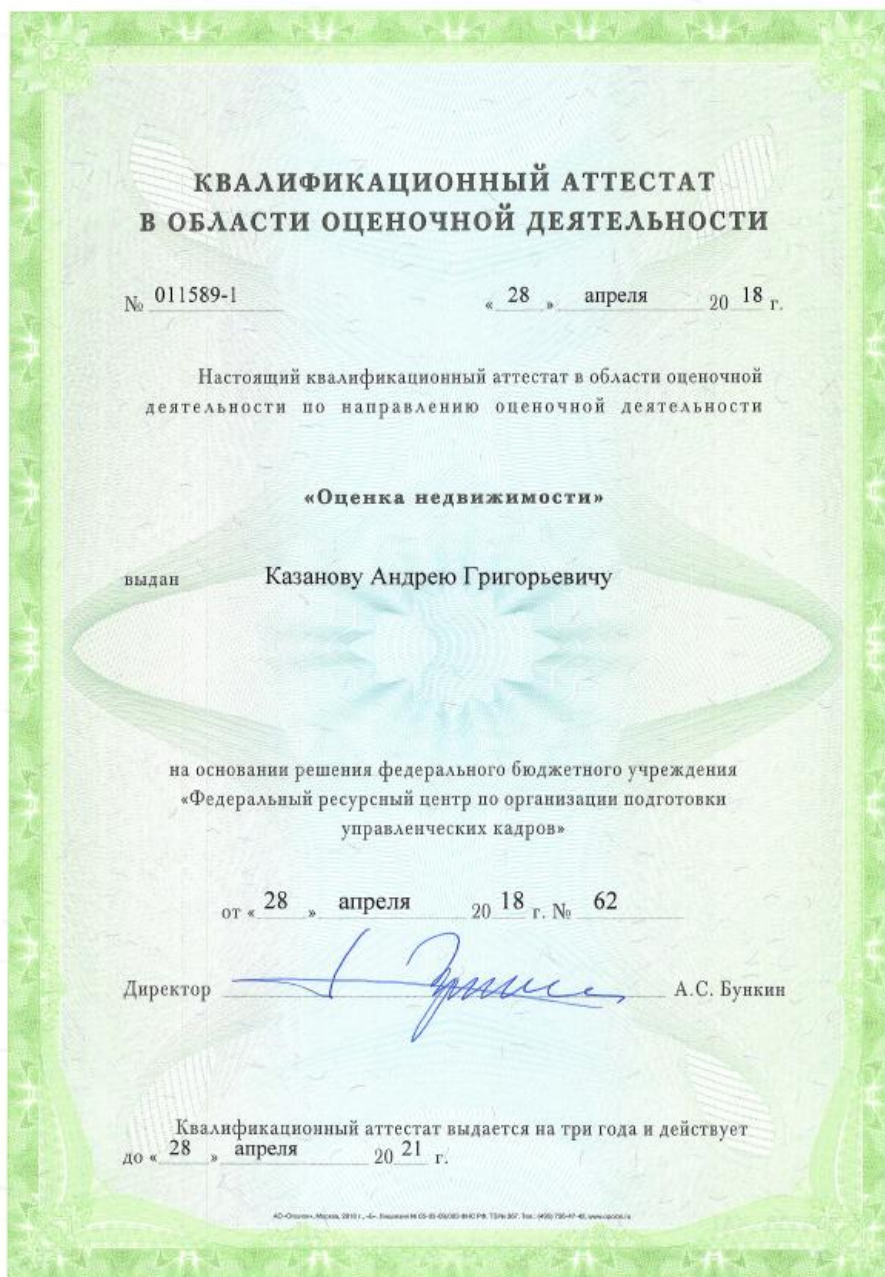 КВАЛИФИКАЦИОННЫЙ АТТЕСТАТ
В ОБЛАСТИ ОЦЕНОЧНОЙ ДЕЯТЕЛЬНОСТИ
№ 011589-1 « 28 » апреля 20 18 г.
Настоящий квалификационный аттестат в области оценочной
деятельности по направлению оценочной деятельности
«Оценка недвижимости»
выдан Казанову Андрею Григорьевичу
на основании решения федерального бюджетного учреждения
«Федеральный ресурсный центр по организации подготовки
управленческих кадров»
от « 28 » апреля 20 18 г. № 62
Директор А.С. Бункин
Квалификационный аттестат выдается на три года и действует
до « 28 » апреля 20 21 г.